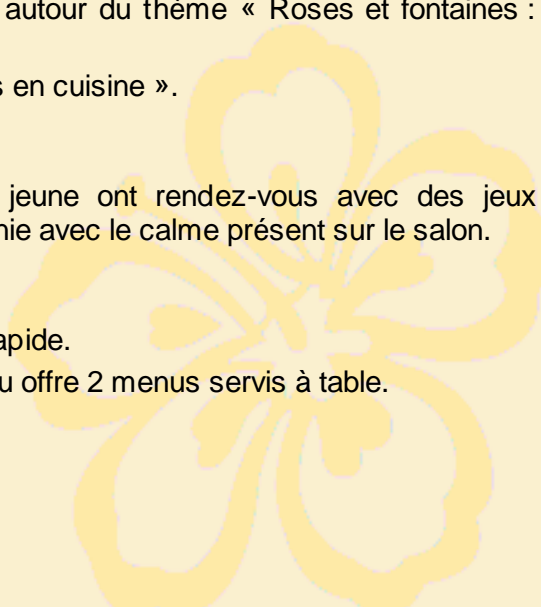 autour du thème « Roses et fontaines :
s en cuisine ».
jeune ont rendez-vous avec des jeux
nie avec le calme présent sur le salon.
apide.
u offre 2 menus servis à table.